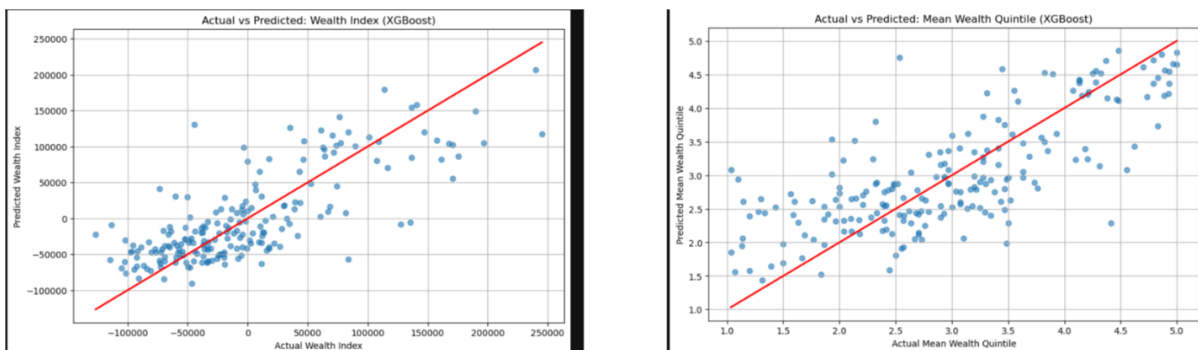 Actual vs Predicted: Wealth Index (XGBoost)
250000
200000
150000
100000
50000
0
−50000
−100000
Predicted Wealth Index
−100000 −50000 0 50000 100000 150000 200000 250000
Actual Wealth Index
Actual vs Predicted: Mean Wealth Quintile (XGBoost)
5.0
4.5
4.0
3.5
3.0
2.5
2.0
1.5
1.0
Predicted Mean Wealth Quintile
1.0 1.5 2.0 2.5 3.0 3.5 4.0 4.5 5.0
Actual Mean Wealth Quintile